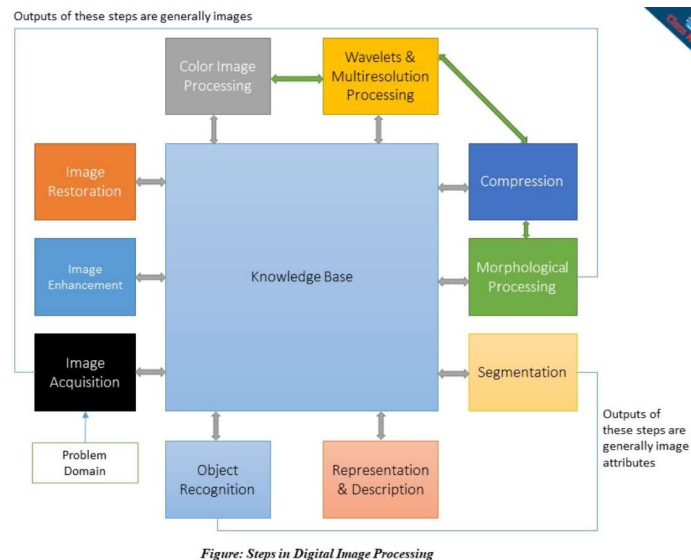 Outputs of these steps are generally images
Color Image
Processing
Wavelets &
Multiresolution
Processing
Image
Restoration
Compression
Image
Enhancement
Knowledge Base
Morphological
Processing
Image
Acquisition
Segmentation
Outputs of
these steps are
generally image
attributes
Problem
Domain
Object
Recognition
Representation
& Description
Figure: Steps in Digital Image Processing